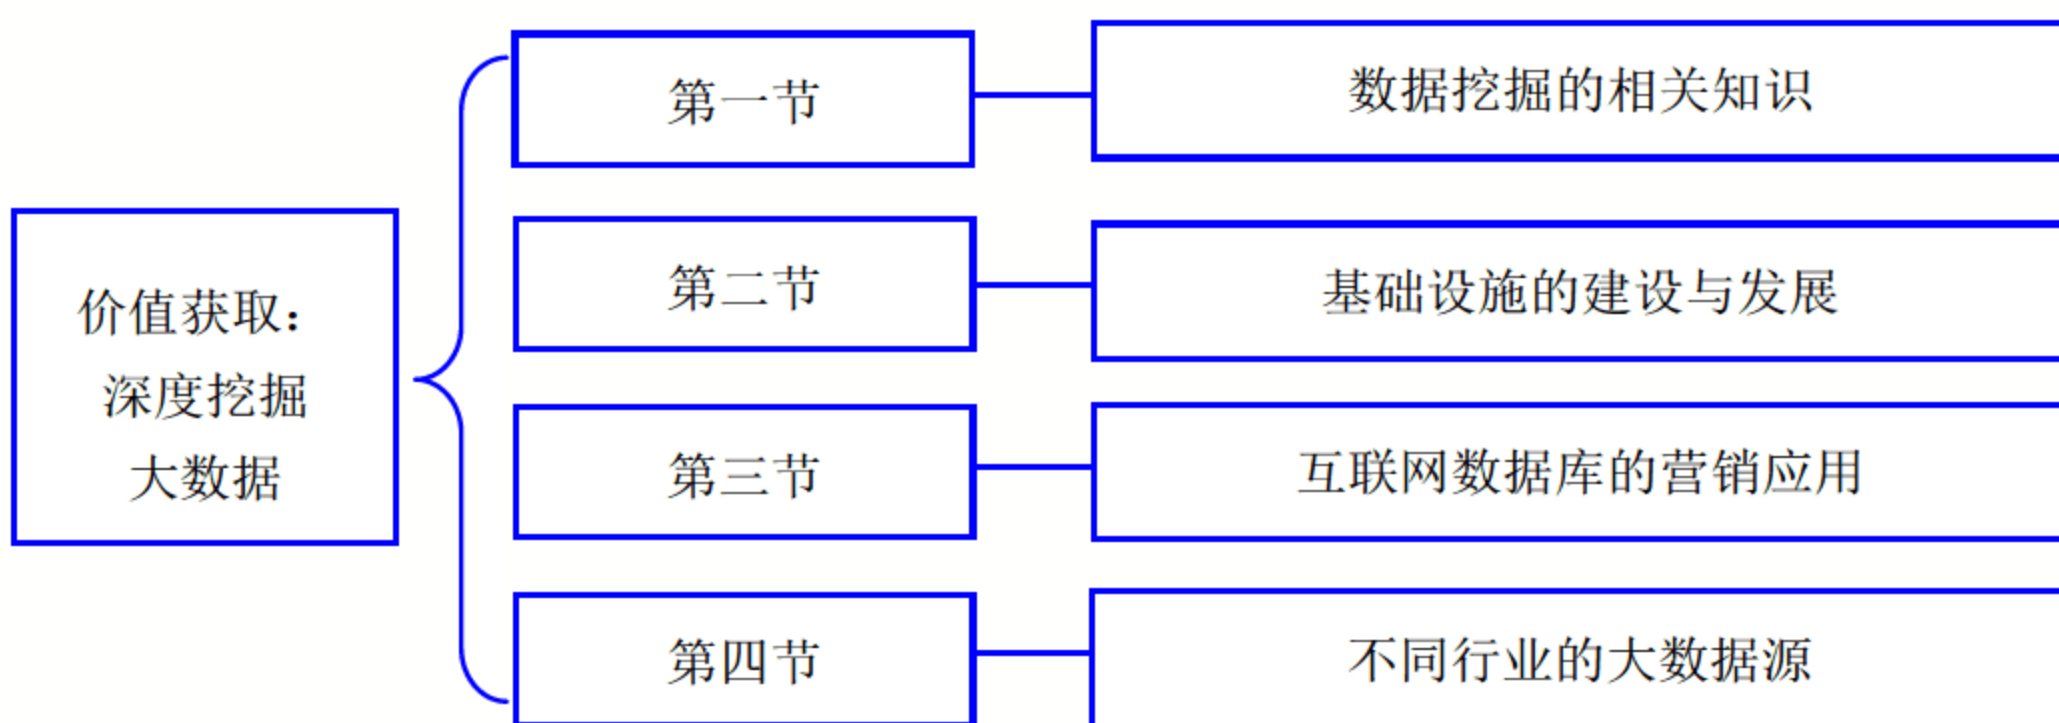 价值获取：
深度挖掘
大数据
第一节
数据挖掘的相关知识
第二节
基础设施的建设与发展
第三节
互联网数据库的营销应用
第四节
不同行业的大数据源